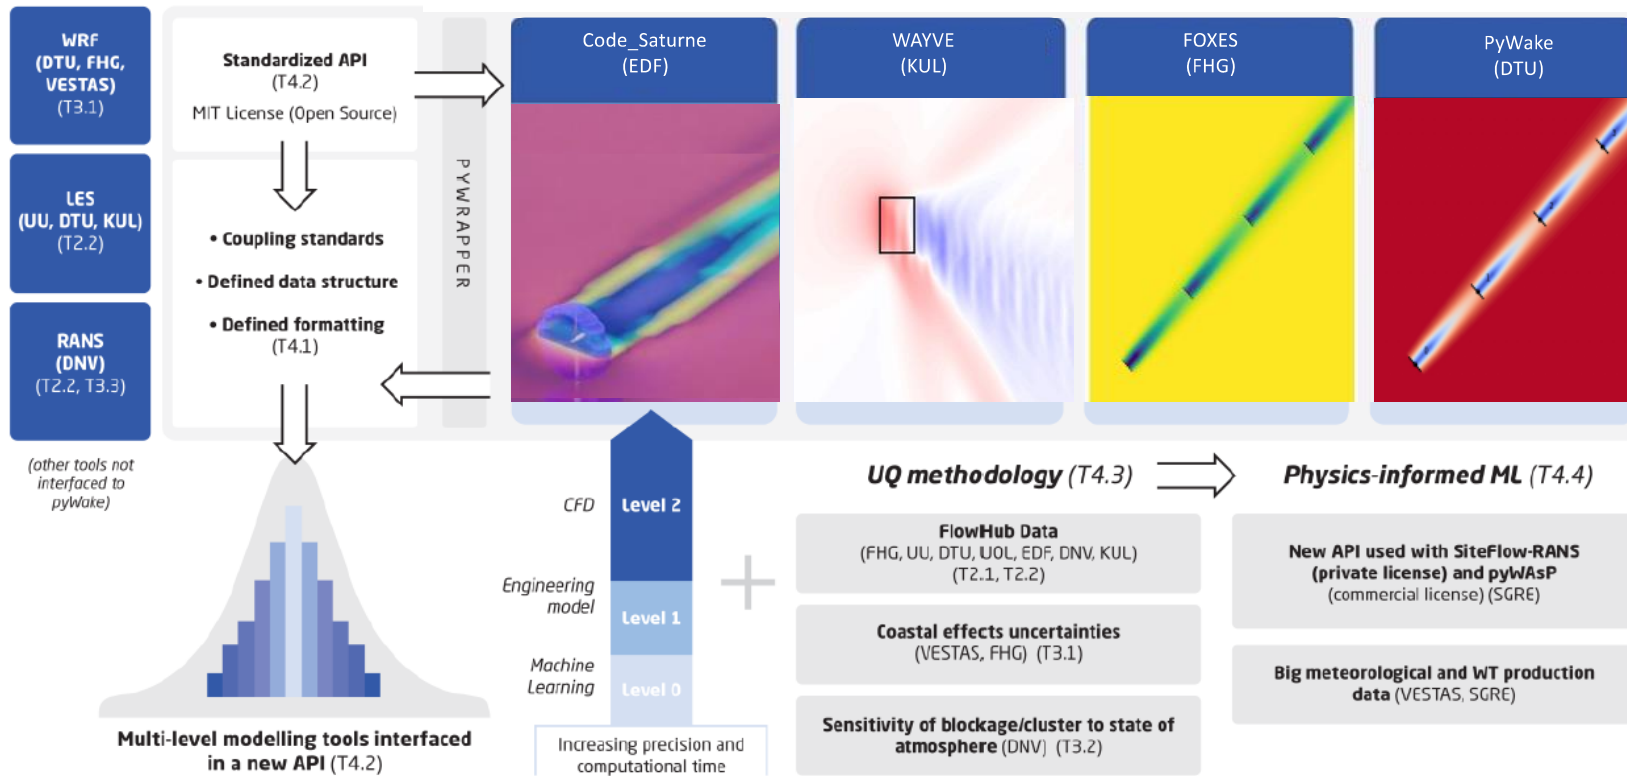 WRF
(DTU, FHG,
VESTAS)
(T3.1)
LES
(UU, DTU, KUL)
(T2.2)
RANS
(DNV)
(T2.2, T3.3)
(other tools not
interfaced to
pyWake)
Standardized API
(T4.2)
MIT License (Open Source)
• Coupling standards
• Defined data structure
• Defined formatting
(T4.1)
PYWRAPPER
Code_Saturne
(EDF)
WAYVE
(KUL)
FOXES
(FHG)
PyWake
(DTU)
Multi-level modelling tools interfaced
in a new API (T4.2)
CFD
Level 2
Engineering
model
Level 1
Machine
Learning
Level 0
Increasing precision and
computational time
UQ methodology (T4.3)
FlowHub Data
(FHG, UU, DTU, UOL, EDF, DNV, KUL)
(T2.1, T2.2)
Coastal effects uncertainties
(VESTAS, FHG) (T3.1)
Sensitivity of blockage/cluster to state of
atmosphere (DNV) (T3.2)
Physics-informed ML (T4.4)
New API used with SiteFlow-RANS
(private license) and pyWAsP
(commercial license) (SGRE)
Big meteorological and WT production
data (VESTAS, SGRE)